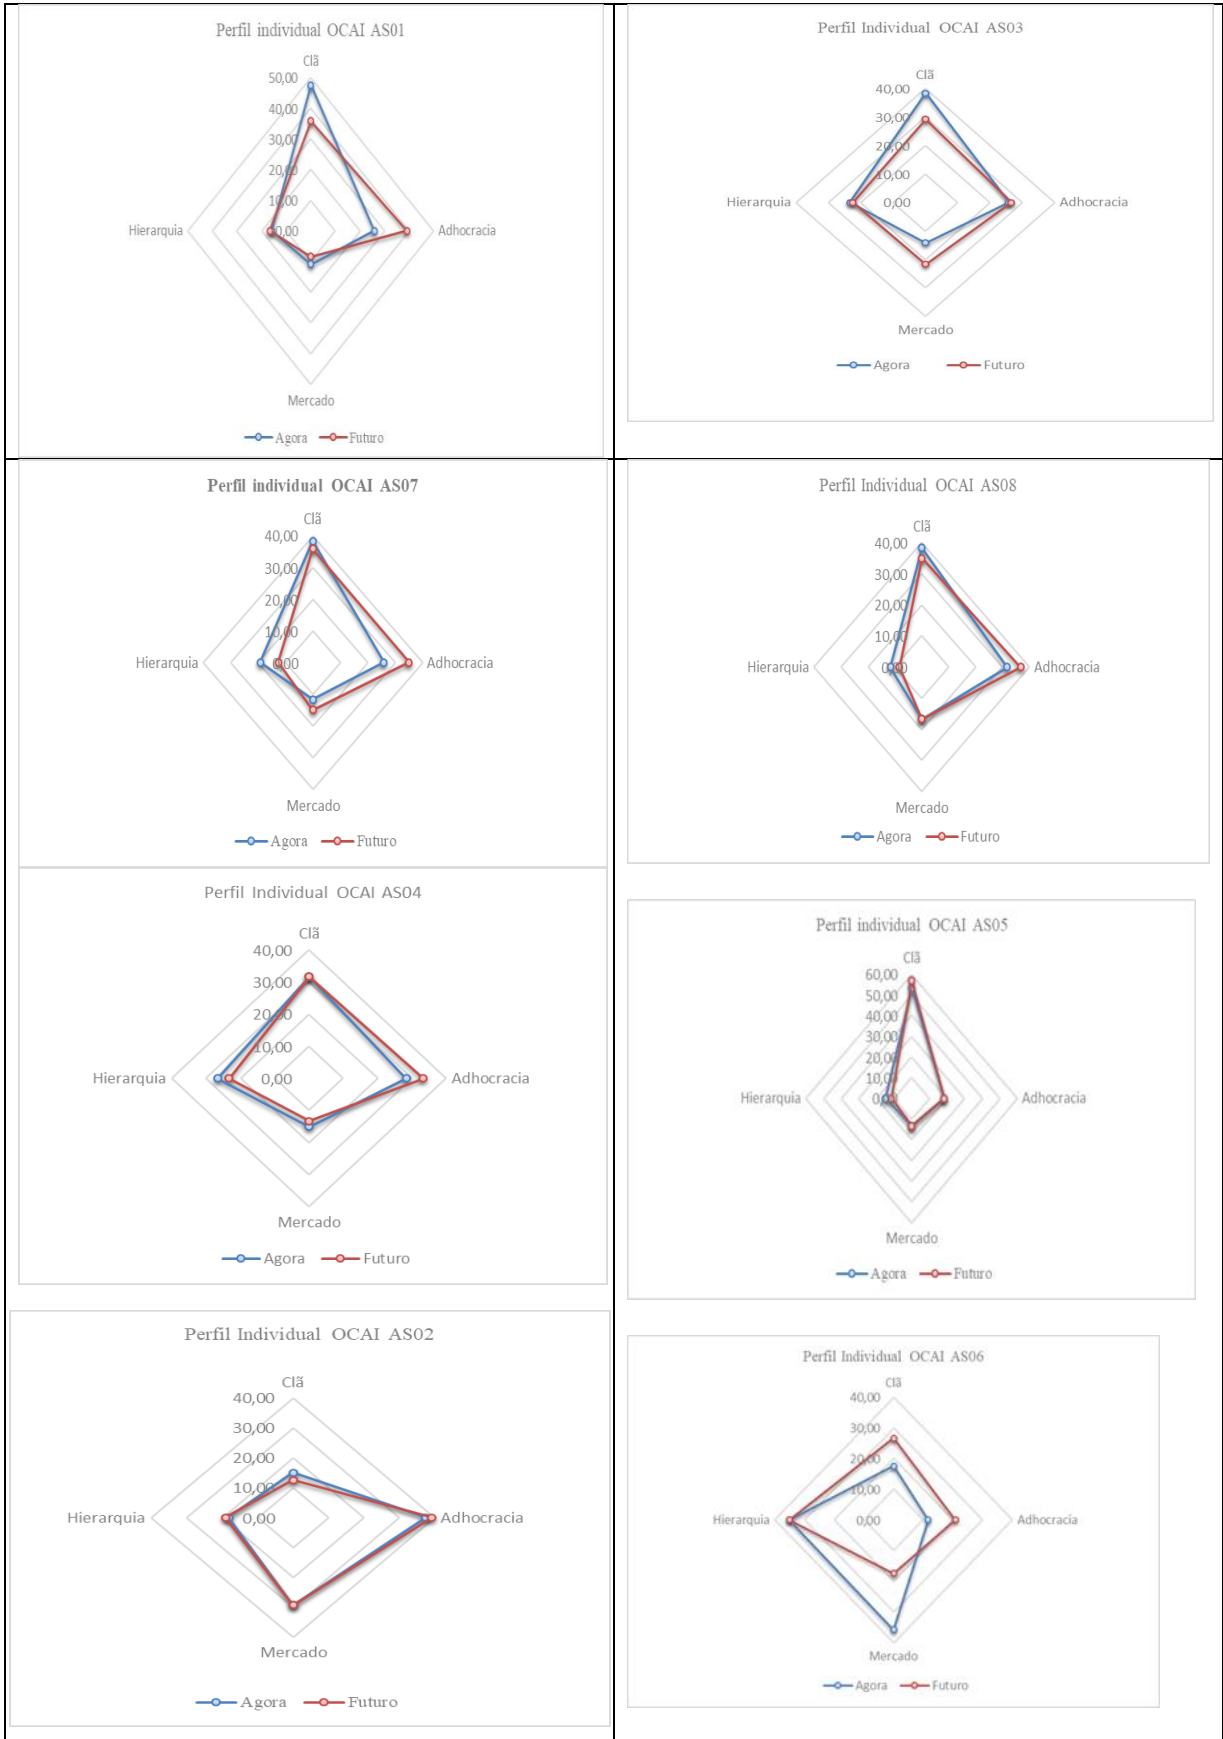 Perfil individual OCAI AS01
Clã
50,00
40,00
30,00
20,00
10,00
0,00
Hierarquia
Adhocracia
Mercado
Agora Futuro
Perfil Individual OCAI AS03
Clã
40,00
30,00
20,00
10,00
0,00
Hierarquia
Adhocracia
Mercado
Agora Futuro
Perfil individual OCAI AS07
Clã
40,00
30,00
20,00
10,00
0,00
Hierarquia
Adhocracia
Mercado
Agora Futuro
Perfil Individual OCAI AS08
Clã
40,00
30,00
20,00
10,00
0,00
Hierarquia
Adhocracia
Mercado
Agora Futuro
Perfil Individual OCAI AS04
Clã
40,00
30,00
20,00
10,00
0,00
Hierarquia
Adhocracia
Mercado
Agora Futuro
Perfil individual OCAI AS05
Clã
60,00
50,00
40,00
30,00
20,00
10,00
0,00
Hierarquia
Adhocracia
Mercado
Agora Futuro
Perfil Individual OCAI AS02
Clã
40,00
30,00
20,00
10,00
0,00
Hierarquia
Adhocracia
Mercado
Agora Futuro
Perfil Individual OCAI AS06
Clã
40,00
30,00
20,00
10,00
0,00
Hierarquia
Adhocracia
Mercado
Agora Futuro